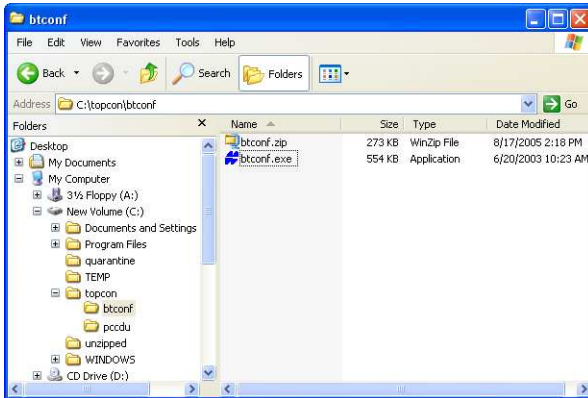 btconf
File Edit View Favorites Tools Help
Back Search Folders
Address C:\topcon\btconf Go
Folders Name Size Type Date Modified
Desktop btconf.zip 273 KB WinZip File 8/17/2005 2:18 PM
My Documents btconf.exe 554 KB Application 6/20/2003 10:23 AM
My Computer
3½ Floppy (A:)
New Volume (C:)
Documents and Settings
Program Files
quarantine
TEMP
topcon
btconf
pccdu
unzipped
WINDOWS
CD Drive (D:)